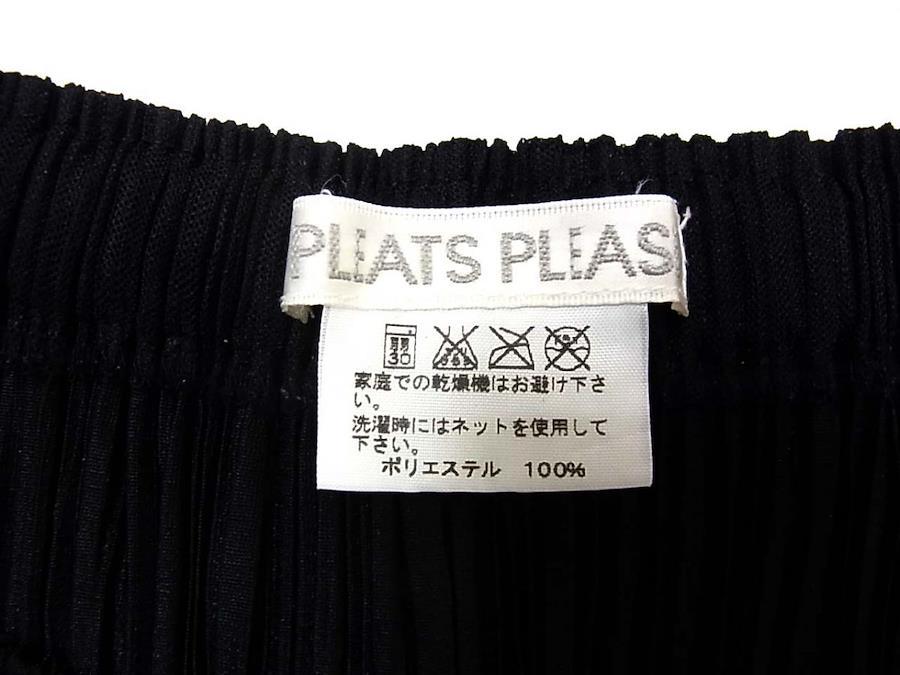 PLEATS PLEAS
30
家庭での乾燥機はお避け下さ
い。
洗濯時にはネットを使用して
下さい。
ポリエステル 100%